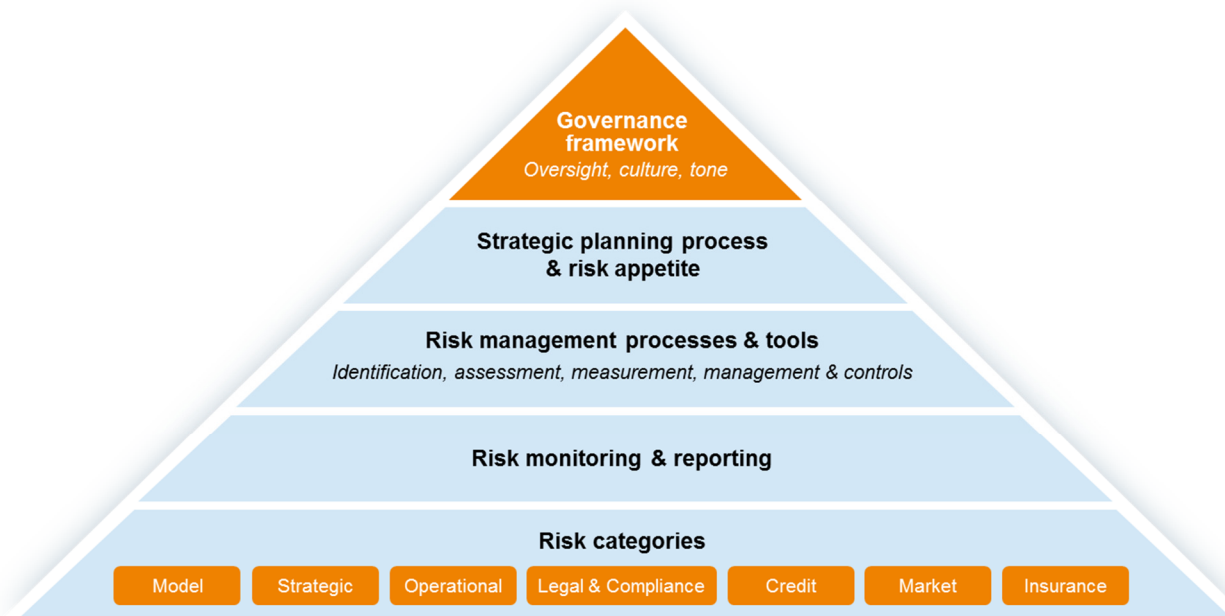 Governance
framework
Oversight, culture, tone
Strategic planning process
& risk appetite
Risk management processes & tools
Identification, assessment, measurement, management & controls
Risk monitoring & reporting
Risk categories
Model Strategic Operational Legal & Compliance Credit Market Insurance